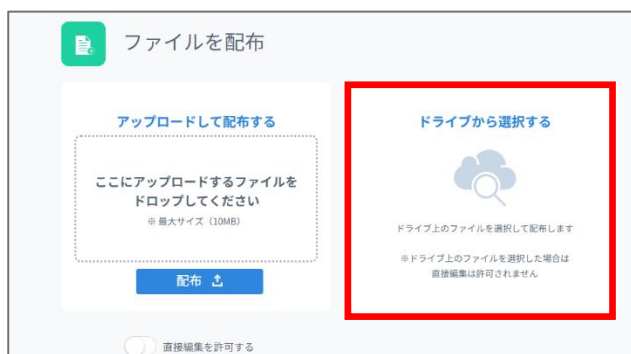 ファイルを配布
アップロードして配布する
ここにアップロードするファイルを
ドロップしてください
※ 最大サイズ（10MB）
配布
直接編集を許可する
ドライブから選択する
ドライブ上のファイルを選択して配布します
※ドライブ上のファイルを選択した場合は
直接編集は許可されません